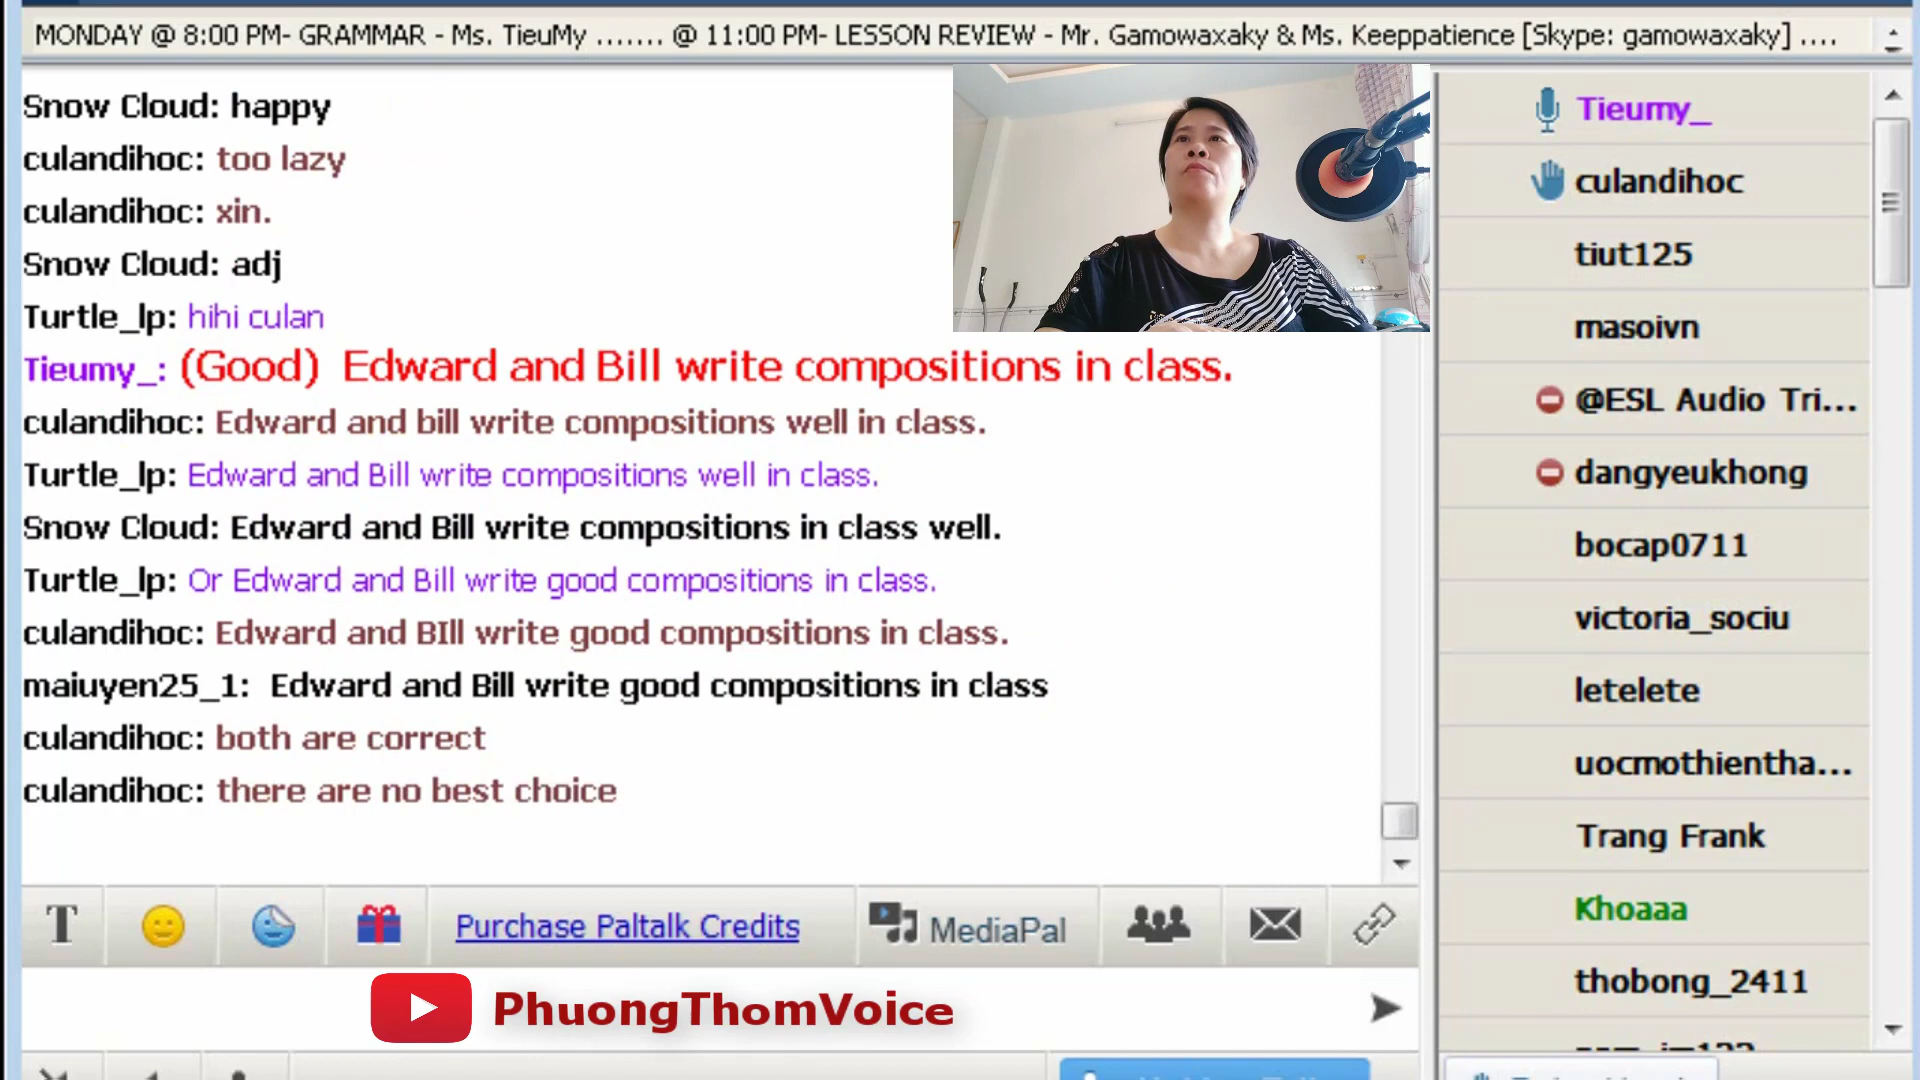 MONDAY @ 8:00 PM- GRAMMAR - Ms. TieuMy ....... @ 11:00 PM- LESSON REVIEW - Mr. Gamowaxaky & Ms. Keeppatience [Skype: gamowaxaky] ....
Snow Cloud: happy
culandihoc: too lazy
culandihoc: xin.
Snow Cloud: adj
Turtle_lp: hihi culan
Tieumy_: (Good)  Edward and Bill write compositions in class.
culandihoc: Edward and bill write compositions well in class.
Turtle_lp: Edward and Bill write compositions well in class.
Snow Cloud: Edward and Bill write compositions in class well.
Turtle_lp: Or Edward and Bill write good compositions in class.
culandihoc: Edward and BIll write good compositions in class.
maiuyen25_1:  Edward and Bill write good compositions in class
culandihoc: both are correct
culandihoc: there are no best choice
Tieumy_
culandihoc
tiut125
masoivn
@ESL Audio Tri...
dangyeukhong
bocap0711
victoria_sociu
letelete
uocmothientha...
Trang Frank
Khoaaa
thobong_2411
T
Purchase Paltalk Credits
MediaPal
PhuongThomVoice